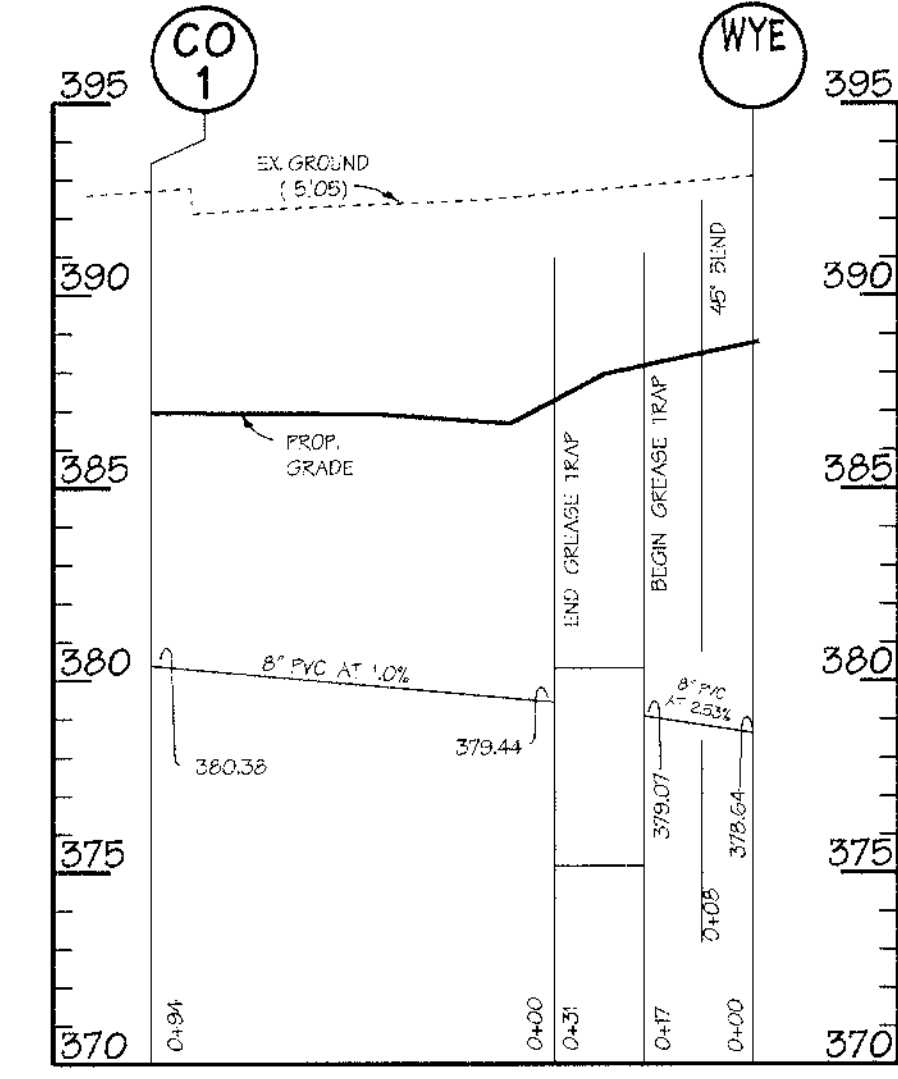 CO
1
WYE
395
395
EX. GROUND
(5'05)
45° BEND
390
390
END GREASE TRAP
BEGIN GREASE TRAP
PROP.
GRADE
385
385
380
380
8" PVC AT 1.0%
8" PVC
AT 2.53%
380.38
379.44
379.07
378.64
375
375
0+08
0+94
0+00
0+31
0+17
0+00
370
370